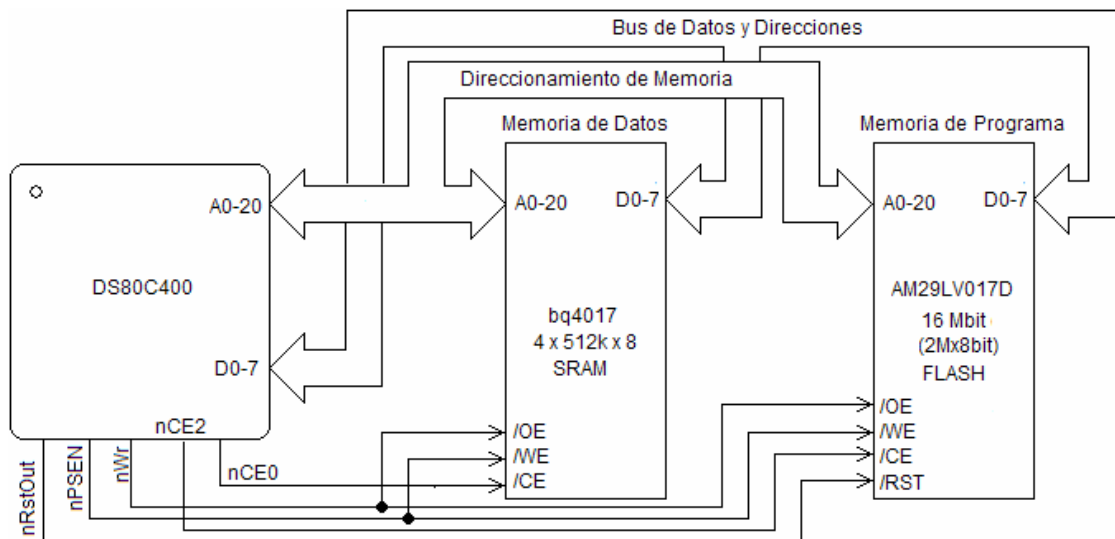 Bus de Datos y Direcciones
Direccionamiento de Memoria
Memoria de Datos
Memoria de Programa
A0-20
A0-20
D0-7
A0-20
D0-7
DS80C400
bq4017
4 x 512k x 8
SRAM
AM29LV017D
16 Mbit
(2Mx8bit)
FLASH
D0-7
nCE2
nCE0
nRstOut
nPSEN
nWr
/OE
/WE
/CE
/OE
/WE
/CE
/RST